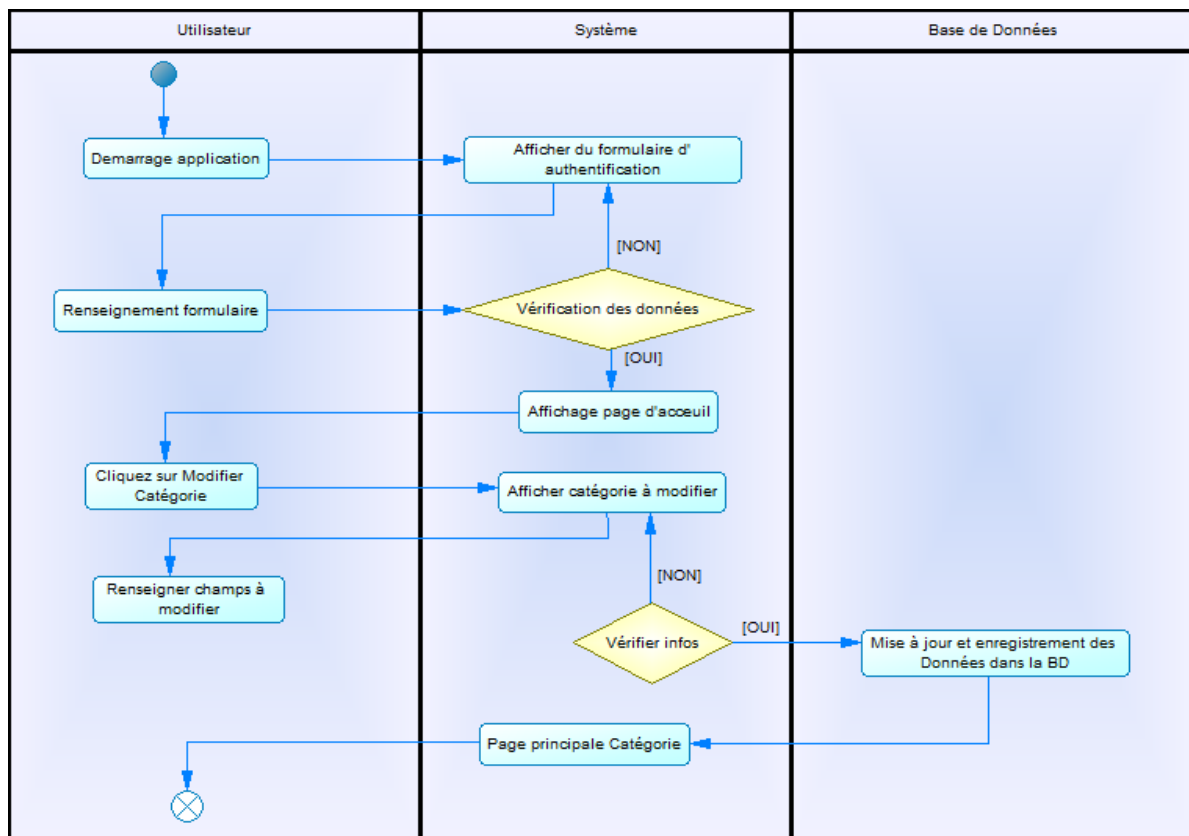 Utilisateur
Système
Base de Données
Demarrage application
Afficher du formulaire d'
authentification
[NON]
Renseignement formulaire
Vérification des données
[OUI]
Affichage page d'acceuil
Cliquez sur Modifier
Catégorie
Afficher catégorie à modifier
Renseigner champs à
modifier
[NON]
Vérifier infos
[OUI]
Mise à jour et enregistrement des
Données dans la BD
Page principale Catégorie